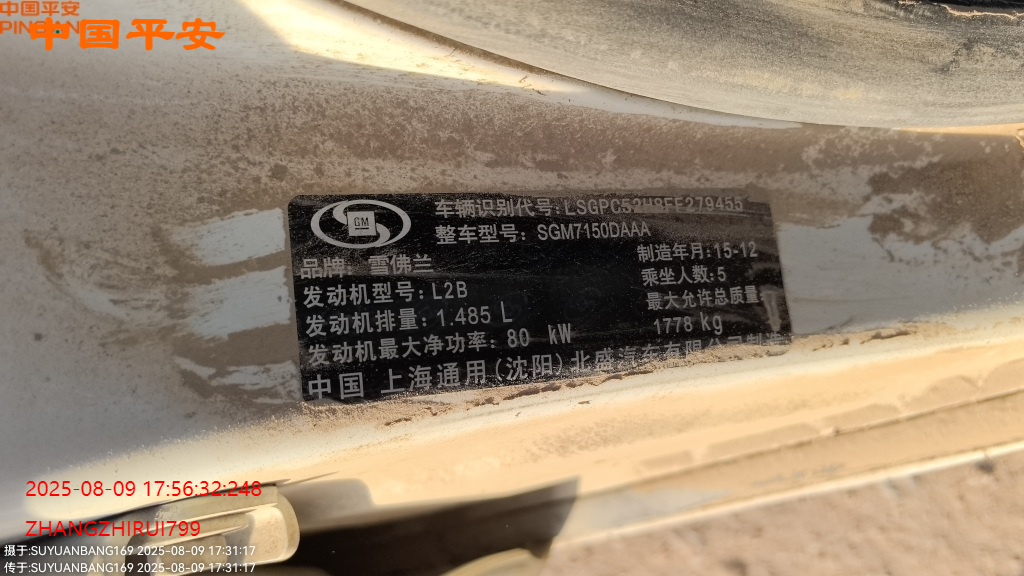 中国平安
PIN
中国平安
GM
车辆识别代号:
整车型号: SGM7150DAAA
品牌: 雪佛兰
制造年月:15-12
发动机型号: L2B
乘坐人数:5
发动机排量: 1.485 L
最大允许总质量
发动机最大净功率: 80 kW
1778 kg
中国 上海通用(沈阳)北盛汽车有限公司制造
2025-08-09 17:56:32:248
ZHANGZHIRUI799
摄于:SUYUANBANG169 2025-08-09 17:31:17
传于:SUYUANBANG169 2025-08-09 17:31:17